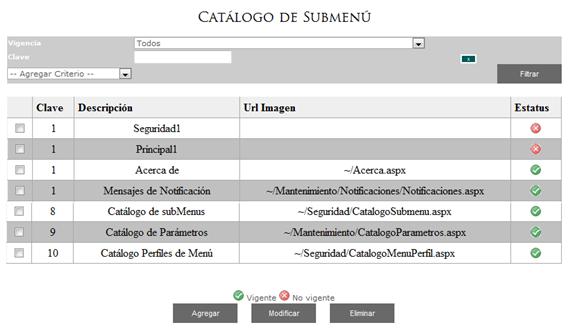 Catálogo de Submenú
Vigencia Todos
Clave x
-- Agregar Criterio -- Filtrar
Clave Descripción Url Imagen Estatus
1 Seguridad1
1 Principal1
1 Acerca de ~/Acerca.aspx
1 Mensajes de Notificación ~/Mantenimiento/Notificaciones/Notificaciones.aspx
8 Catálogo de subMenus ~/Seguridad/CatalogoSubmenu.aspx
9 Catálogo de Parámetros ~/Mantenimiento/CatalogoParametros.aspx
10 Catálogo Perfiles de Menú ~/Seguridad/CatalogoMenuPerfil.aspx
Vigente No vigente
Agregar Modificar Eliminar